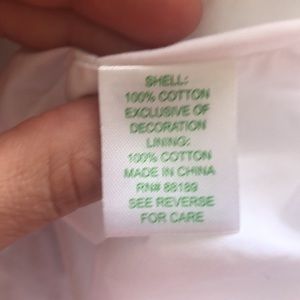 SHELL:
100% COTTON
EXCLUSIVE OF
DECORATION
LINING:
100% COTTON
MADE IN CHINA
RN# 88189
SEE REVERSE
FOR CARE